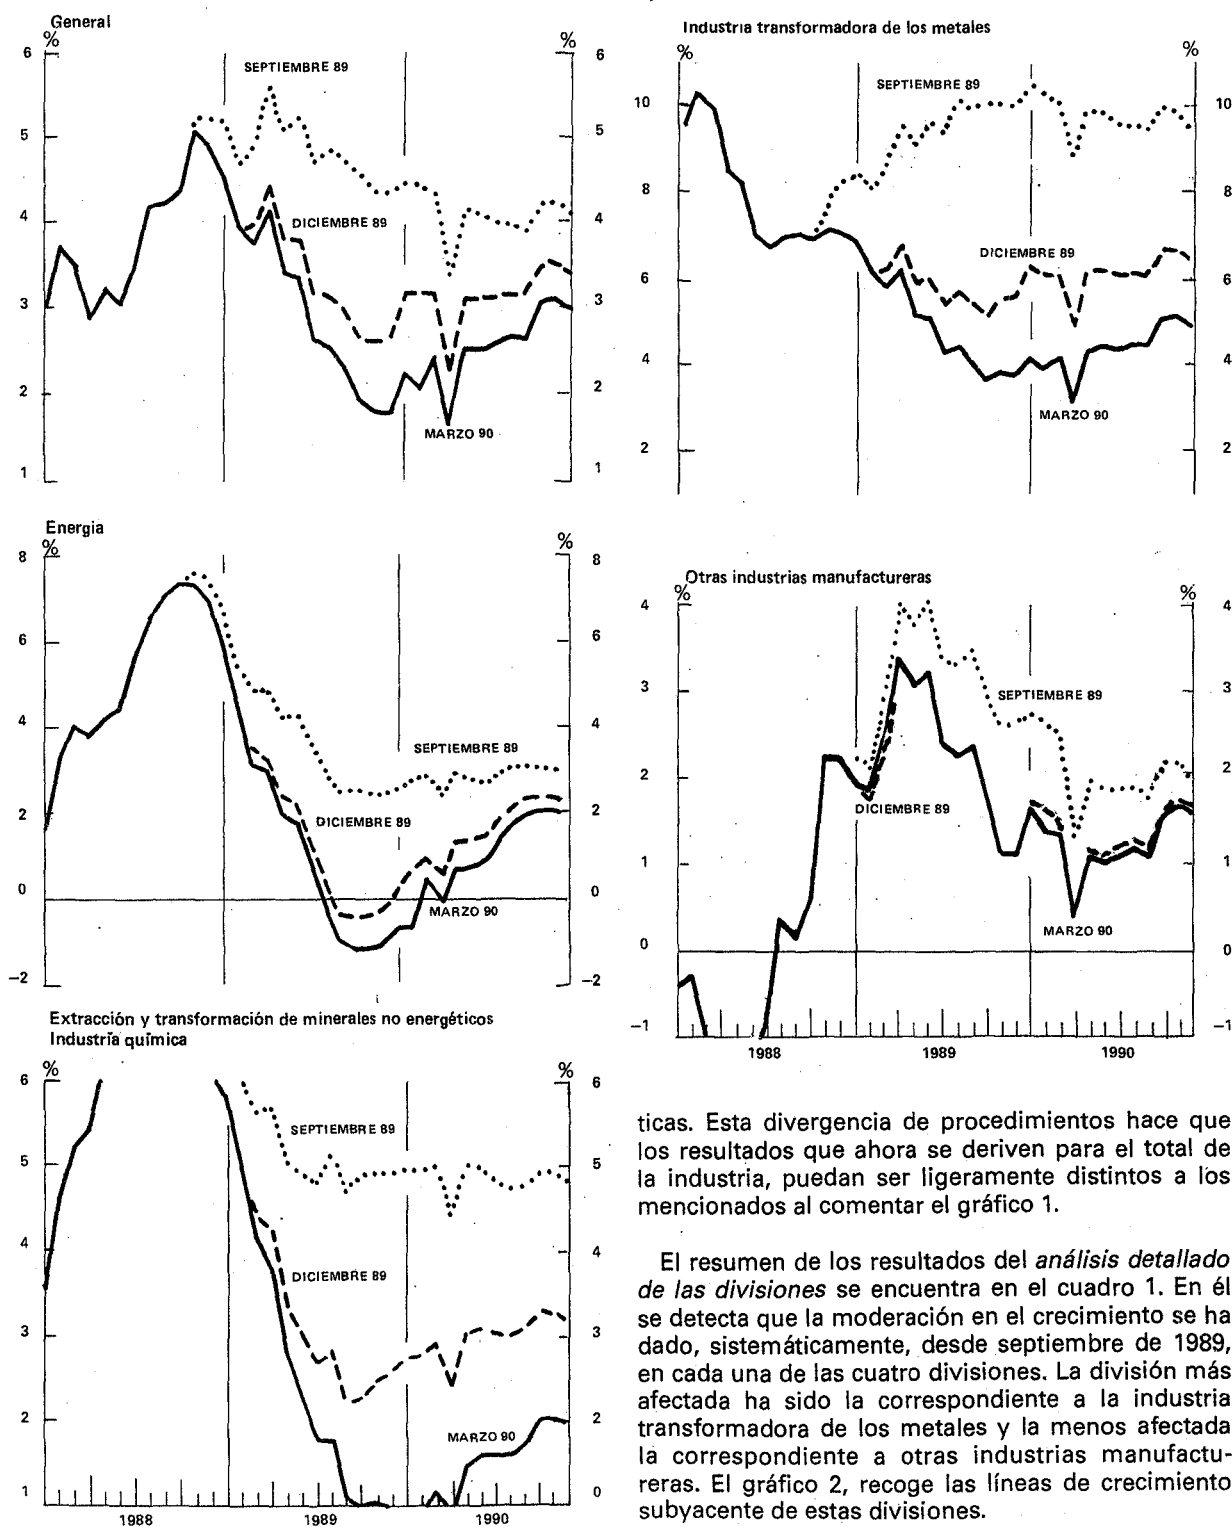 General
%
%
6
5
4
3
2
1
6
5
4
3
2
1
SEPTIEMBRE 89
DICIEMBRE 89
MARZO 90
Energia
%
%
8
6
4
2
0
−2
8
6
4
2
0
−2
SEPTIEMBRE 89
DICIEMBRE 89
MARZO 90
Extracción y transformación de minerales no energéticos
Industría química
%
%
6
5
4
3
2
1
6
5
4
3
2
0
SEPTIEMBRE 89
DICIEMBRE 89
MARZO 90
1988
1989
1990
Industria transformadora de los metales
%
%
10
8
6
4
2
10
8
6
4
2
SEPTIEMBRE 89
DICIEMBRE 89
MARZO 90
Otras industrias manufactureras
%
%
4
3
2
1
0
−1
4
3
2
1
0
−1
SEPTIEMBRE 89
DICIEMBRE 89
MARZO 90
1988
1989
1990
ticas. Esta divergencia de procedimientos hace que
los resultados que ahora se deriven para el total de
la industria, puedan ser ligeramente distintos a los
mencionados al comentar el gráfico 1.
El resumen de los resultados del análisis detallado
de las divisiones se encuentra en el cuadro 1. En él
se detecta que la moderación en el crecimiento se ha
dado, sistemáticamente, desde septiembre de 1989,
en cada una de las cuatro divisiones. La división más
afectada ha sido la correspondiente a la industria
transformadora de los metales y la menos afectada
la correspondiente a otras industrias manufactu-
reras. El gráfico 2, recoge las líneas de crecimiento
subyacente de estas divisiones.